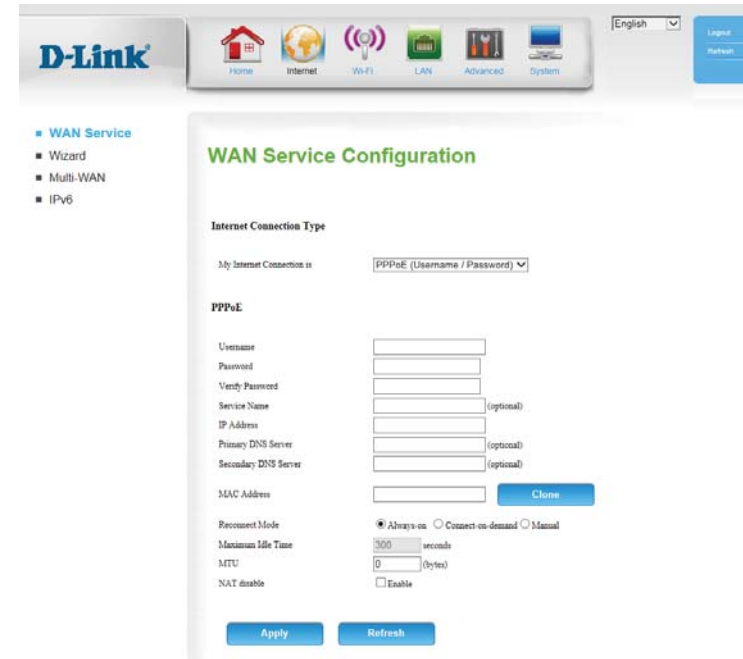 D-Link
Home
Internet
Wi-Fi
LAN
Advanced
System
English
Logout
Refresh
WAN Service
Wizard
Multi-WAN
IPv6
WAN Service Configuration
Internet Connection Type
My Internet Connection is PPPoE (Username / Password)
PPPoE
Username
Password
Verify Password
Service Name (optional)
IP Address
Primary DNS Server (optional)
Secondary DNS Server (optional)
MAC Address Clone
Reconnect Mode Always-on Connect-on-demand Manual
Maximum Idle Time 300 seconds
MTU 0 (bytes)
NAT disable Enable
Apply Refresh